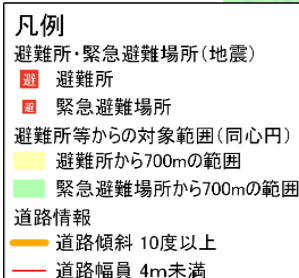 凡例
避難所・緊急避難場所(地震)
避 避難所
避 緊急避難場所
避難所等からの対象範囲(同心円)
避難所から700mの範囲
緊急避難場所から700mの範囲
道路情報
道路傾斜 10度以上
道路幅員 4m未満